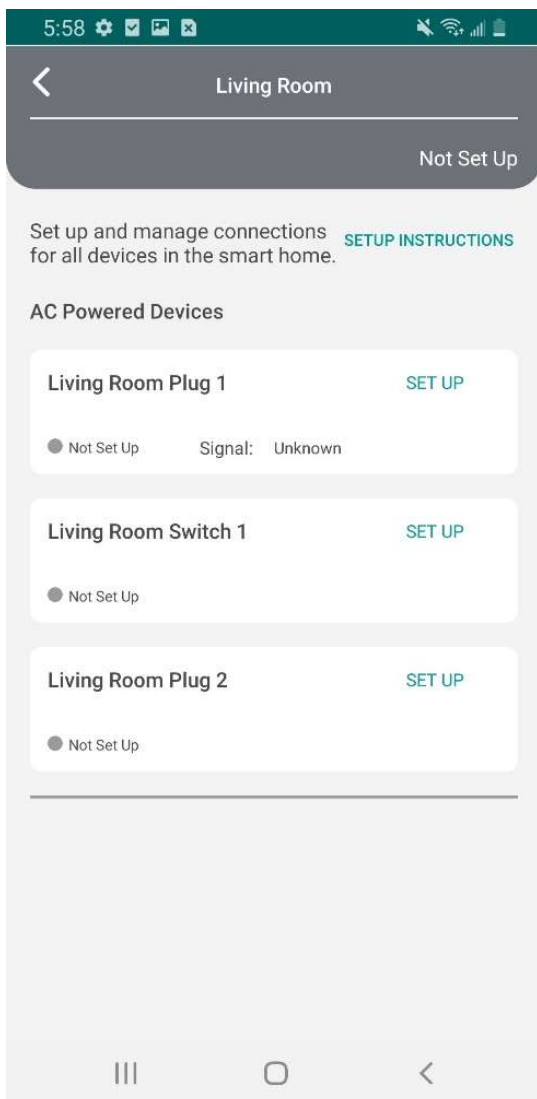 5:58
Living Room
Not Set Up
Set up and manage connections
for all devices in the smart home.
SETUP INSTRUCTIONS
AC Powered Devices
Living Room Plug 1
SET UP
Not Set Up
Signal: Unknown
Living Room Switch 1
SET UP
Not Set Up
Living Room Plug 2
SET UP
Not Set Up